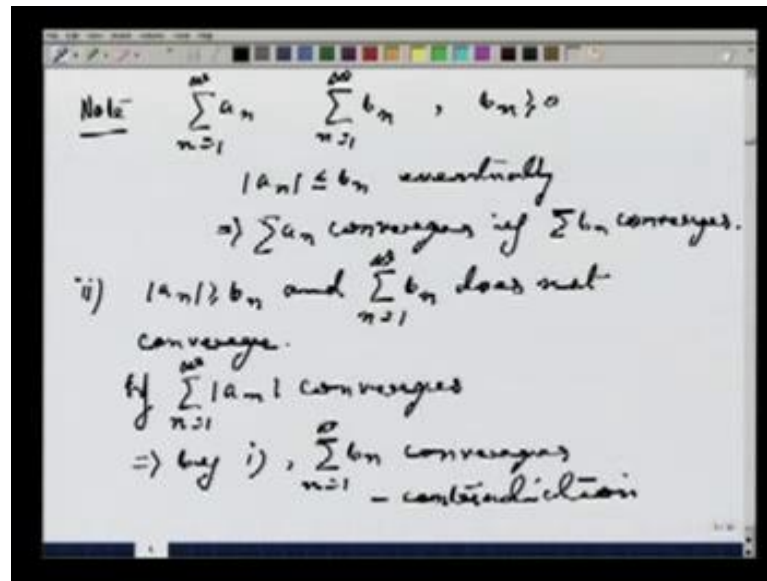 Note ∑_{n=1}^{∞} a_n ∑_{n=1}^{∞} b_n , b_n ≥ 0
|a_n| ≤ b_n eventually
⇒ ∑a_n converges if ∑b_n converges.
ii) |a_n| ≥ b_n and ∑_{n=1}^{∞} b_n does not
converge.
If ∑_{n=1}^{∞} |a_n| converges
⇒ by i), ∑_{n=1}^{∞} b_n converges
– contradiction